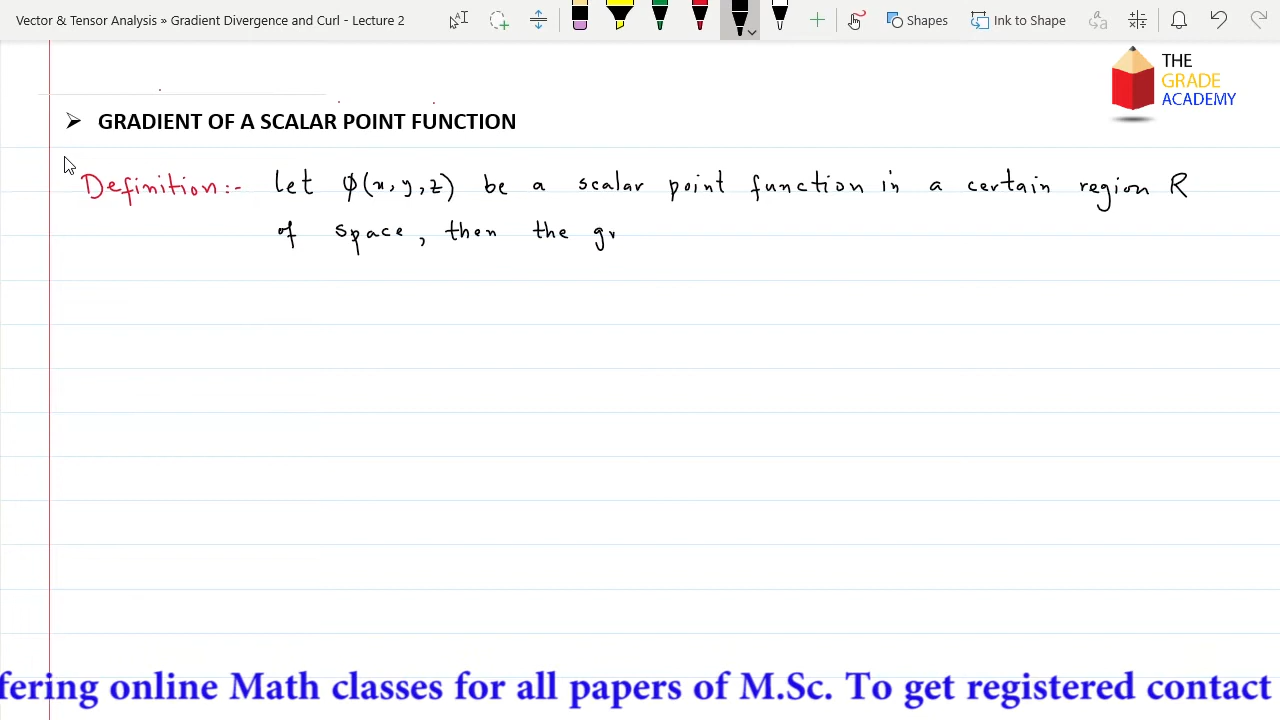 Vector & Tensor Analysis » Gradient Divergence and Curl - Lecture 2
Shapes
Ink to Shape
THE
GRADE
ACADEMY
GRADIENT OF A SCALAR POINT FUNCTION
Definition:- let φ(x, y, z) be a scalar point function in a certain region R
of space, then the gr
fering online Math classes for all papers of M.Sc. To get registered contact